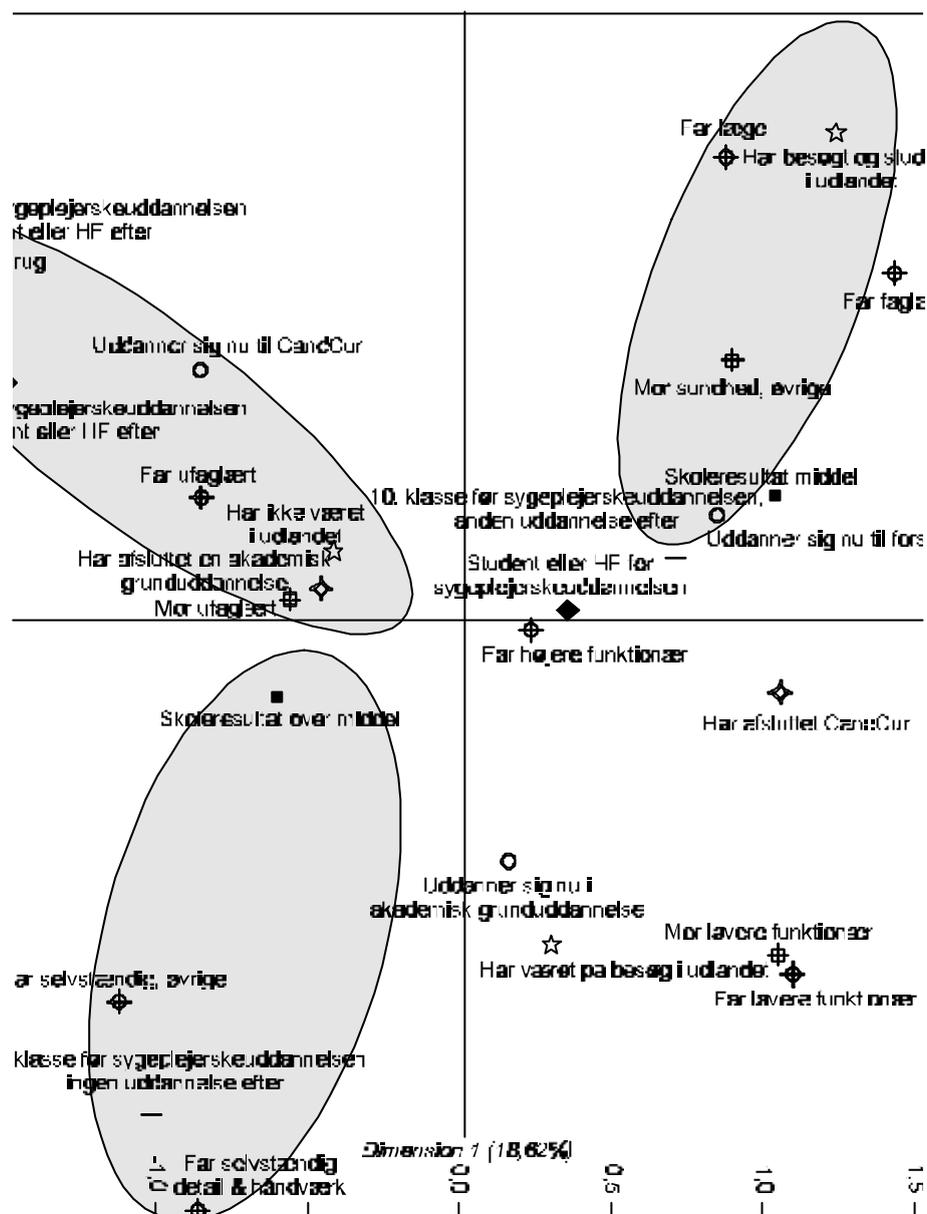 Far læge
Har besøgt og stud
i udlandet
rgeplejerskeuddannelsen
nt eller HF efter
rug
Far faglæ
Uddanner sig nu til CandCur
Mor sundhed, øvrige
rgeplejerskeuddannelsen
nt eller HF efter
Far ufaglært
Skoleresultat middel
10. klasse før sygeplejerskeuddannelsen,
anden uddannelse efter
Har ikke været
i udlandet
Uddanner sig nu til fors
Har afsluttet en akademisk
grunduddannelse
Student eller HF før
sygeplejerskeuddannelsen
Mor ufaglært
Far højere funktionær
Skoleresultat over middel
Har afsluttet CandCur
Uddanner sig nu i
akademisk grunduddannelse
Mor lavere funktionær
Har været på besøg i udlandet
ar selvstændig, øvrige
Far lavere funktionær
klasse før sygeplejerskeuddannelsen
ingen uddannelse efter
Dimension 1 (18,62%)
Far selvstændig
detail & håndværk
0.0
0.5
1.0
1.5